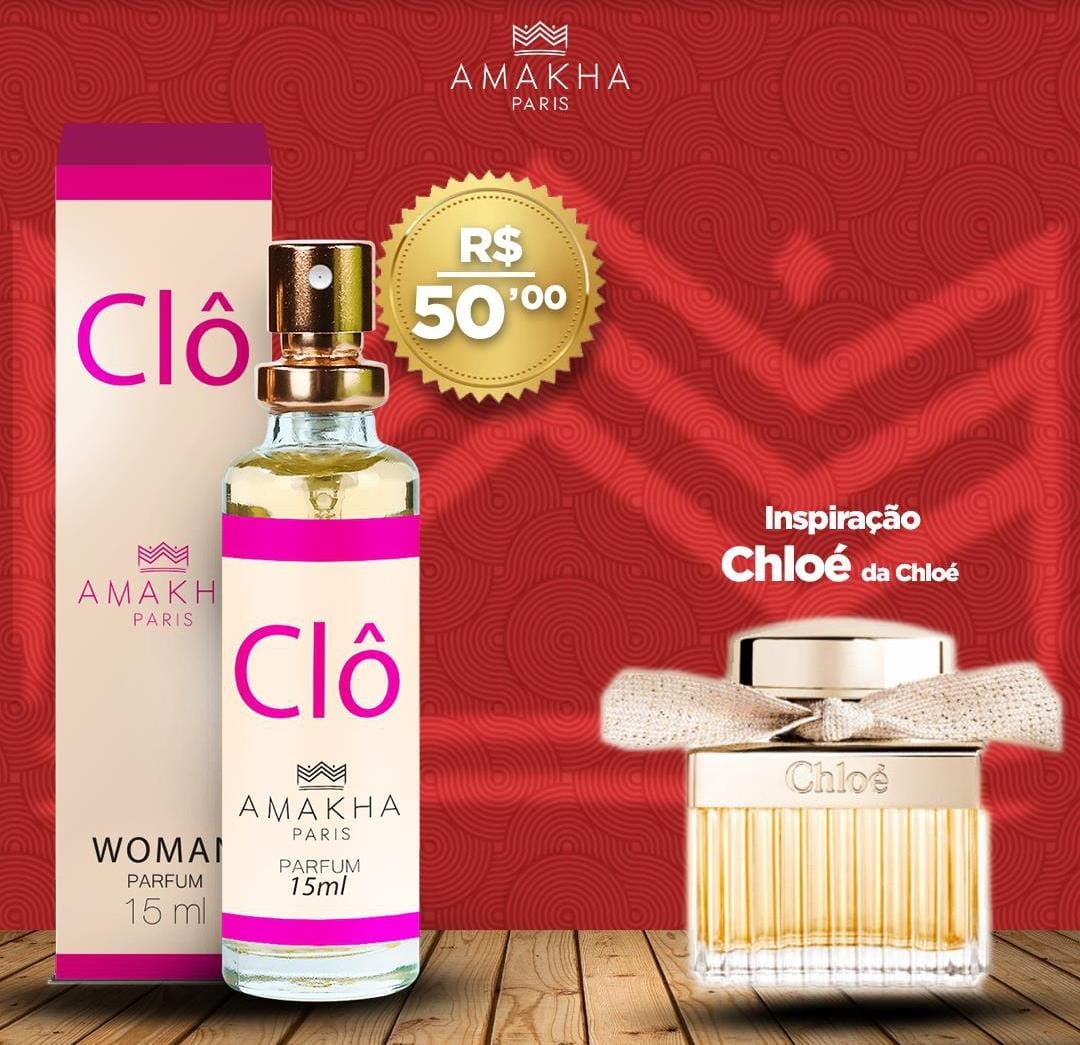 AMAKHA
PARIS
R$
50,00
Clô
AMAKH
PARIS
WOMAN
PARFUM
15 ml
Clô
AMAKHA
PARIS
PARFUM
15ml
Inspiração
Chloé da Chloé
Chloé